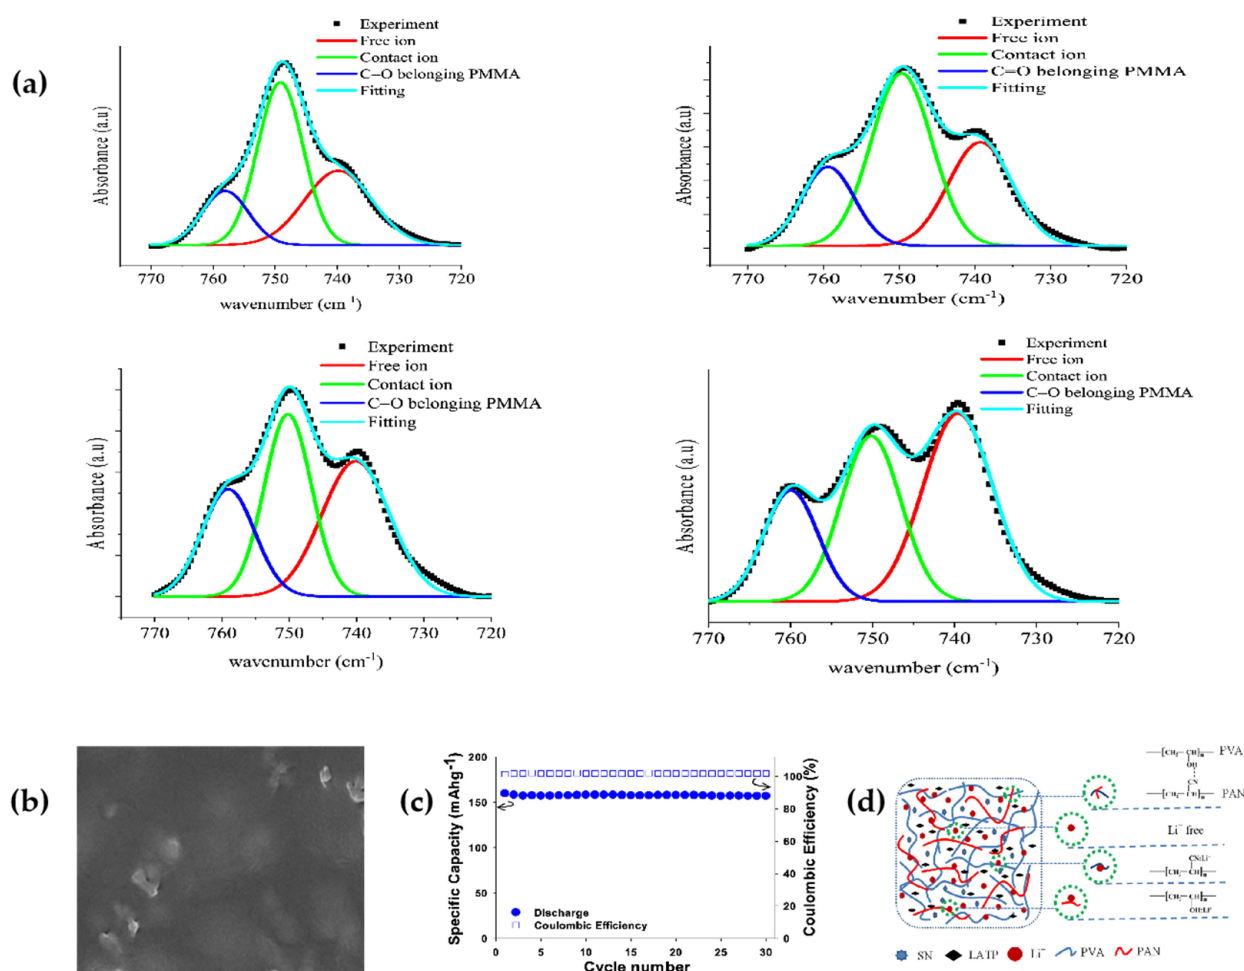 (a)
Experiment
Free ion
Contact ion
C−O belonging PMMA
Fitting
Absorbance (a.u)
770 760 750 740 730 720
wavenumber (cm-1)
Experiment
Free ion
Contact ion
C=O belonging PMMA
Fitting
Absorbance (a.u)
770 760 750 740 730 720
wavenumber (cm-1)
Experiment
Free ion
Contact ion
C−O belonging PMMA
Fitting
Absorbance (a.u)
770 760 750 740 730 720
wavenumber (cm-1)
Experiment
Free ion
Contact ion
C−O belonging PMMA
Fitting
Absorbance (a.u)
770 760 750 740 730 720
wavenumber (cm-1)
(b)
(c)
Specific Capacity (mAhg-1)
200
150
100
50
0
Discharge
Coulombic Efficiency
0 5 10 15 20 25 30
Cycle number
100
80
60
40
20
0
Coulombic Efficiency (%)
(d)
PVA
OH
CN
PAN
Li+ free
SN LATP Li+ PVA PAN